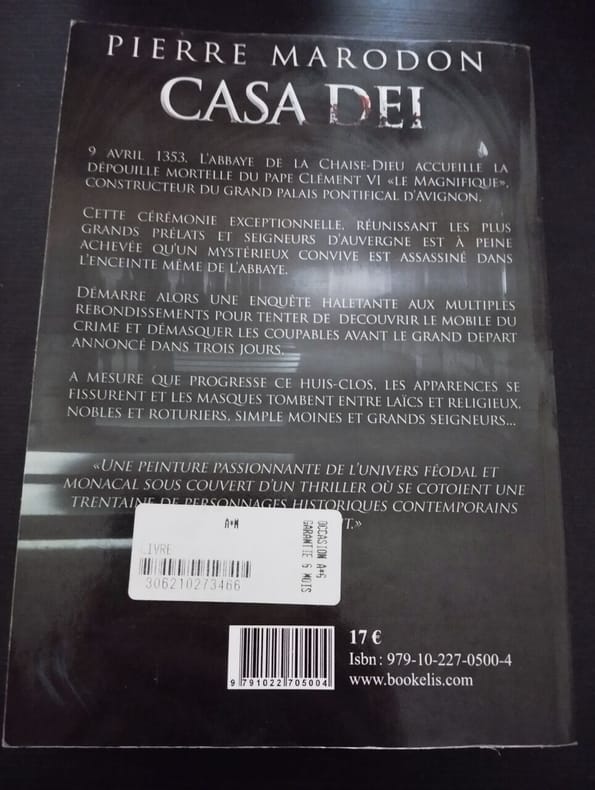 PIERRE MARODON
CASA DEI
9 AVRIL 1353. L'ABBAYE DE LA CHAISE-DIEU ACCUEILLE LA
DÉPOUILLE MORTELLE DU PAPE CLÉMENT VI «LE MAGNIFIQUE»,
CONSTRUCTEUR DU GRAND PALAIS PONTIFICAL D'AVIGNON.
CETTE CÉRÉMONIE EXCEPTIONNELLE, RÉUNISSANT LES PLUS
GRANDS PRÉLATS ET SEIGNEURS D'AUVERGNE EST À PEINE
ACHEVÉE QU'UN MYSTÉRIEUX CONVIVE EST ASSASSINÉ DANS
L'ENCEINTE MÊME DE L'ABBAYE.
DÉMARRE ALORS UNE ENQUÊTE HALETANTE AUX MULTIPLES
REBONDISSEMENTS POUR TENTER DE DECOUVRIR LE MOBILE DU
CRIME ET DÉMASQUER LES COUPABLES AVANT LE GRAND DEPART
ANNONCÉ DANS TROIS JOURS.
A MESURE QUE PROGRESSE CE HUIS-CLOS, LES APPARENCES SE
FISSURENT ET LES MASQUES TOMBENT ENTRE LAÏCS ET RELIGIEUX,
NOBLES ET ROTURIERS, SIMPLE MOINES ET GRANDS SEIGNEURS...
«UNE PEINTURE PASSIONNANTE DE L'UNIVERS FÉODAL ET
MONACAL SOUS COUVERT D'UN THRILLER OÙ SE COTOIENT UNE
TRENTAINE DE PERSONNAGES HISTORIQUES CONTEMPORAINS
T.»
A*M
LIVRE
306210273466
OCCASION A*G
GARANTIE 6 MOIS
17 €
Isbn : 979-10-227-0500-4
www.bookelis.com
9 791022 705004